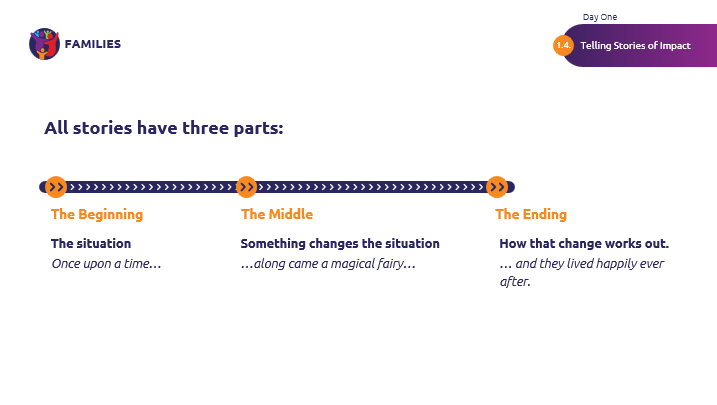 Day One
FAMILIES
1.4. Telling Stories of Impact
All stories have three parts:
The Beginning
The situation
Once upon a time…
The Middle
Something changes the situation
…along came a magical fairy…
The Ending
How that change works out.
… and they lived happily ever
after.